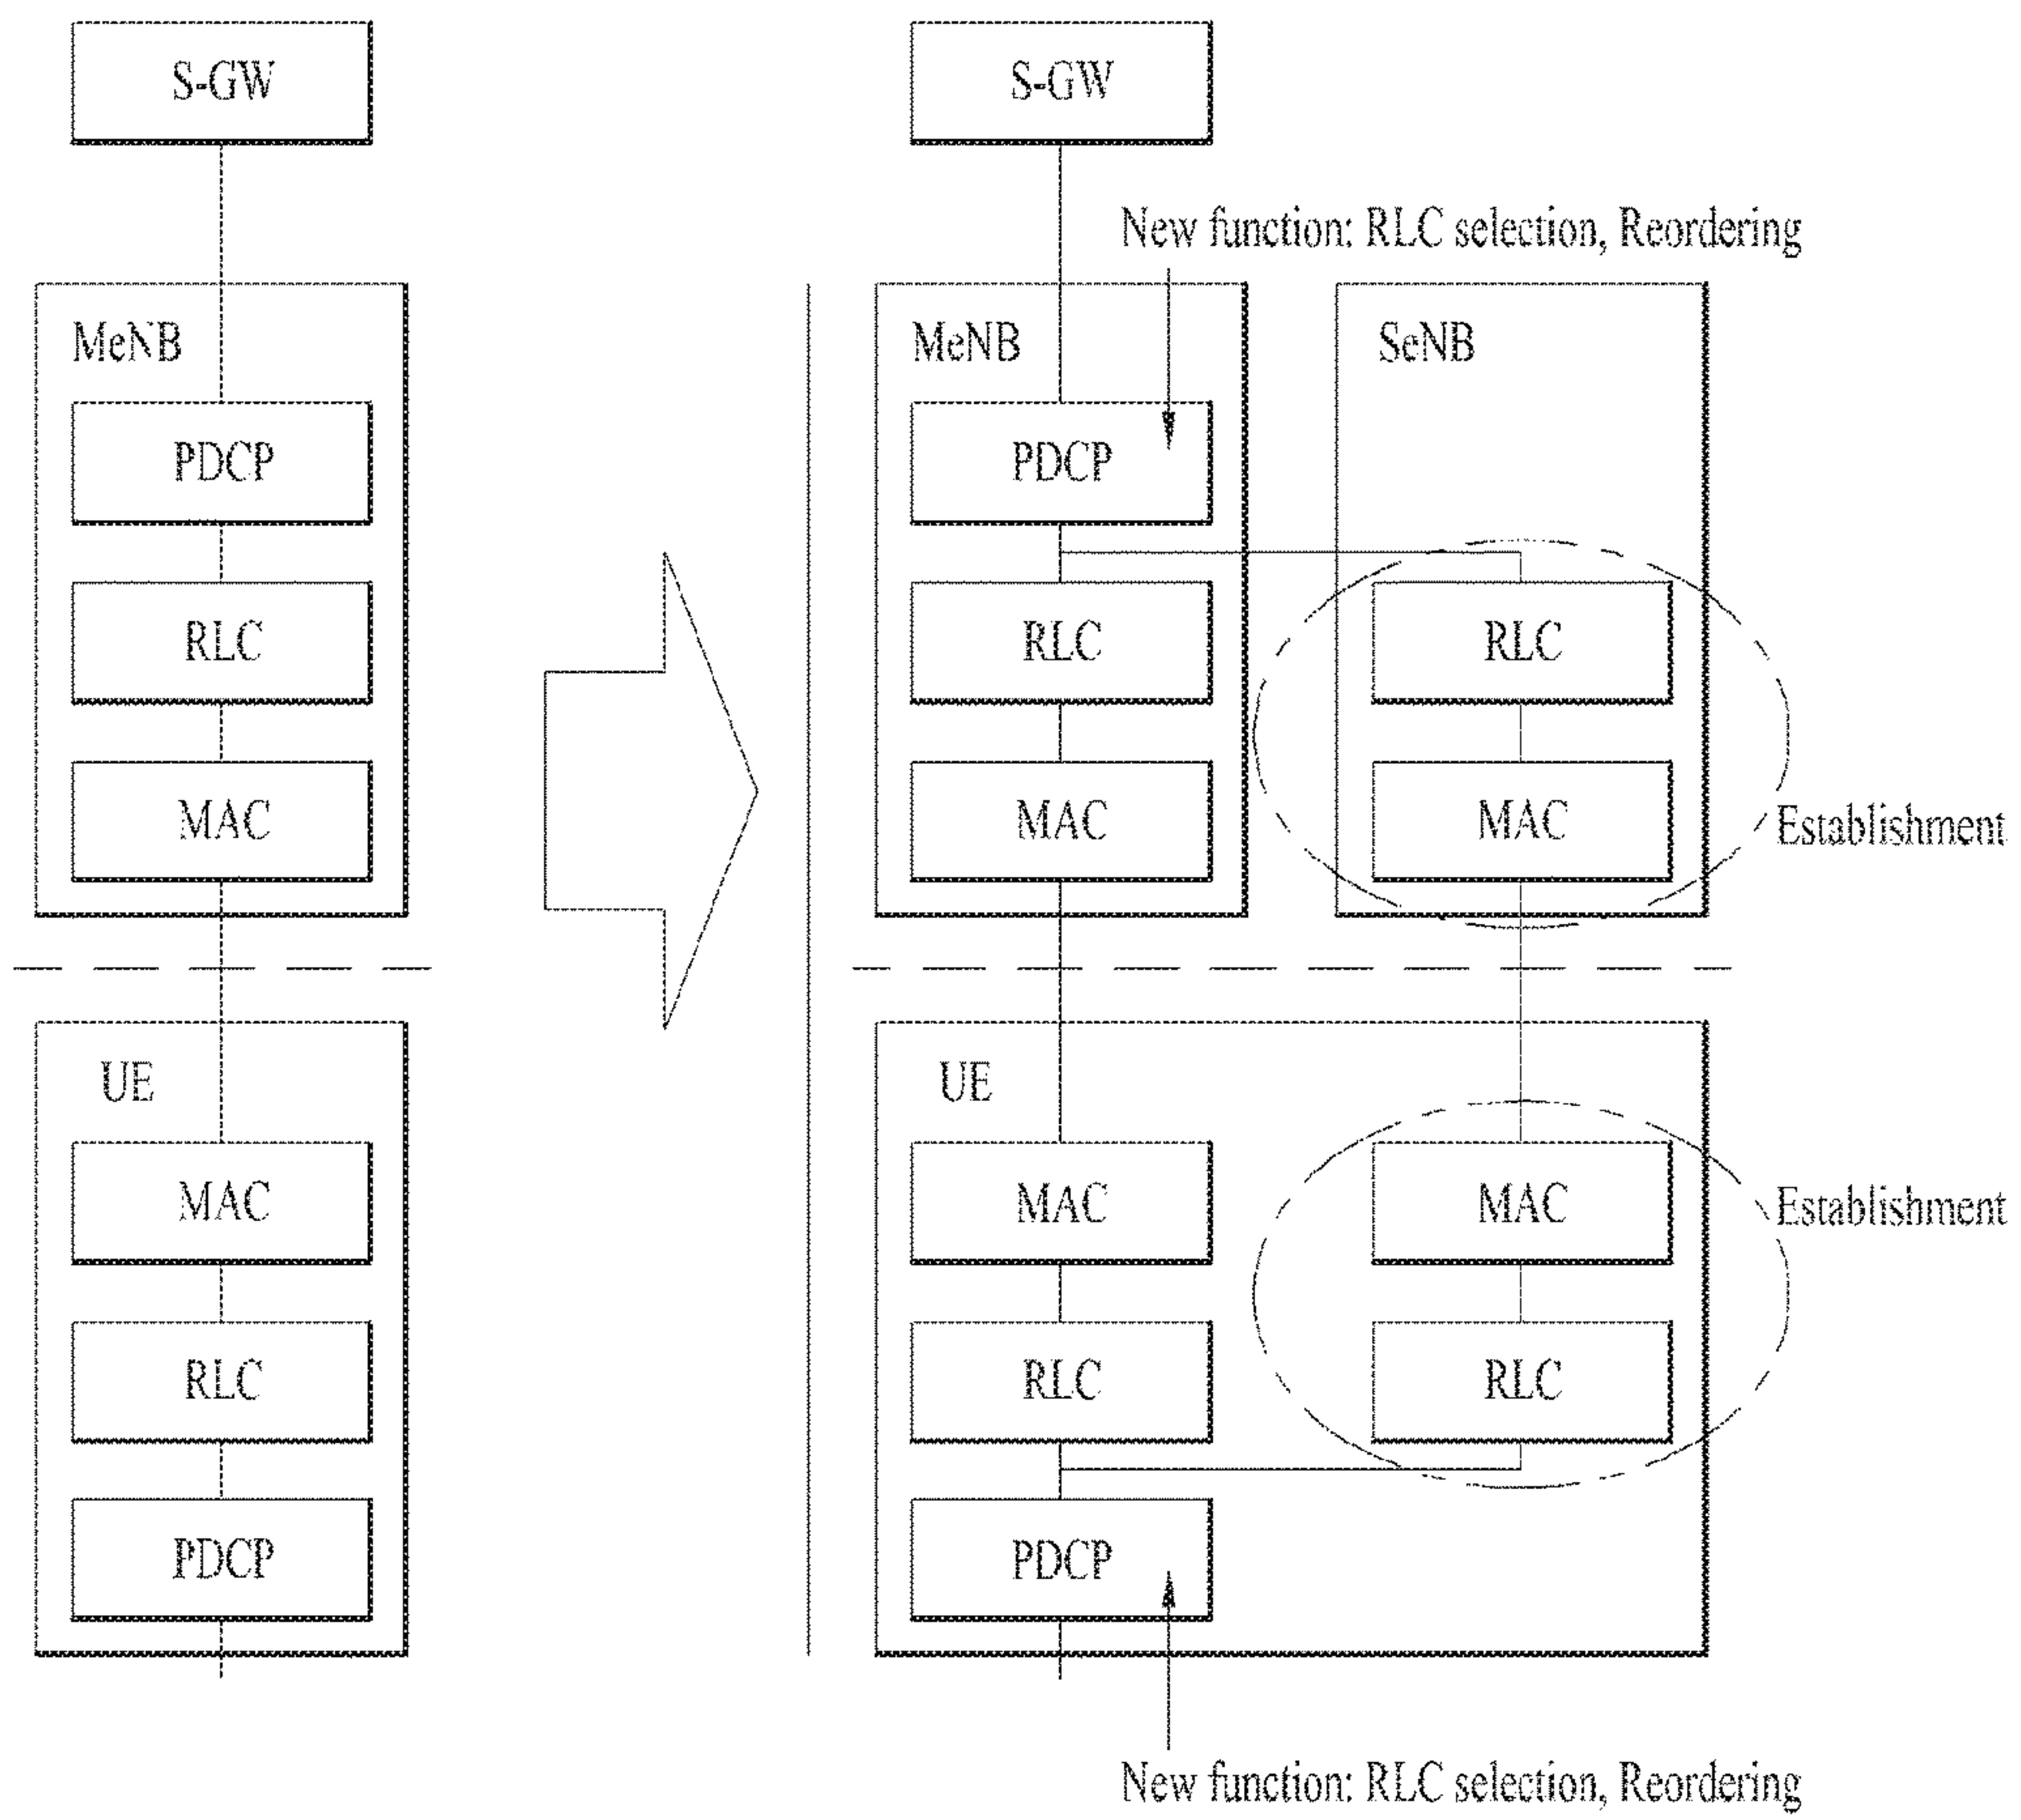 S-GW
MeNB
PDCP
RLC
MAC
UE
MAC
RLC
PDCP
S-GW
New function: RLC selection, Reordering
MeNB
SeNB
PDCP
RLC
RLC
MAC
MAC
Establishment
UE
MAC
MAC
Establishment
RLC
RLC
PDCP
New function: RLC selection, Reordering